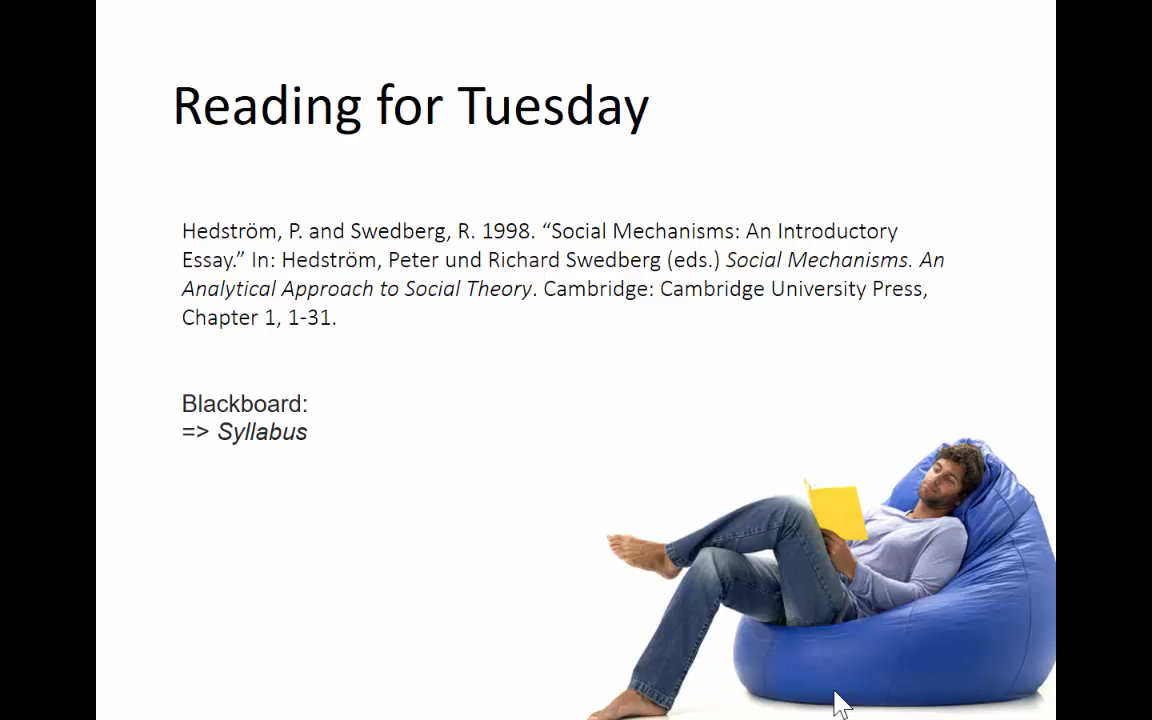 Reading for Tuesday
Hedström, P. and Swedberg, R. 1998. “Social Mechanisms: An Introductory
Essay.” In: Hedström, Peter und Richard Swedberg (eds.) Social Mechanisms. An
Analytical Approach to Social Theory. Cambridge: Cambridge University Press,
Chapter 1, 1-31.
Blackboard:
=> Syllabus